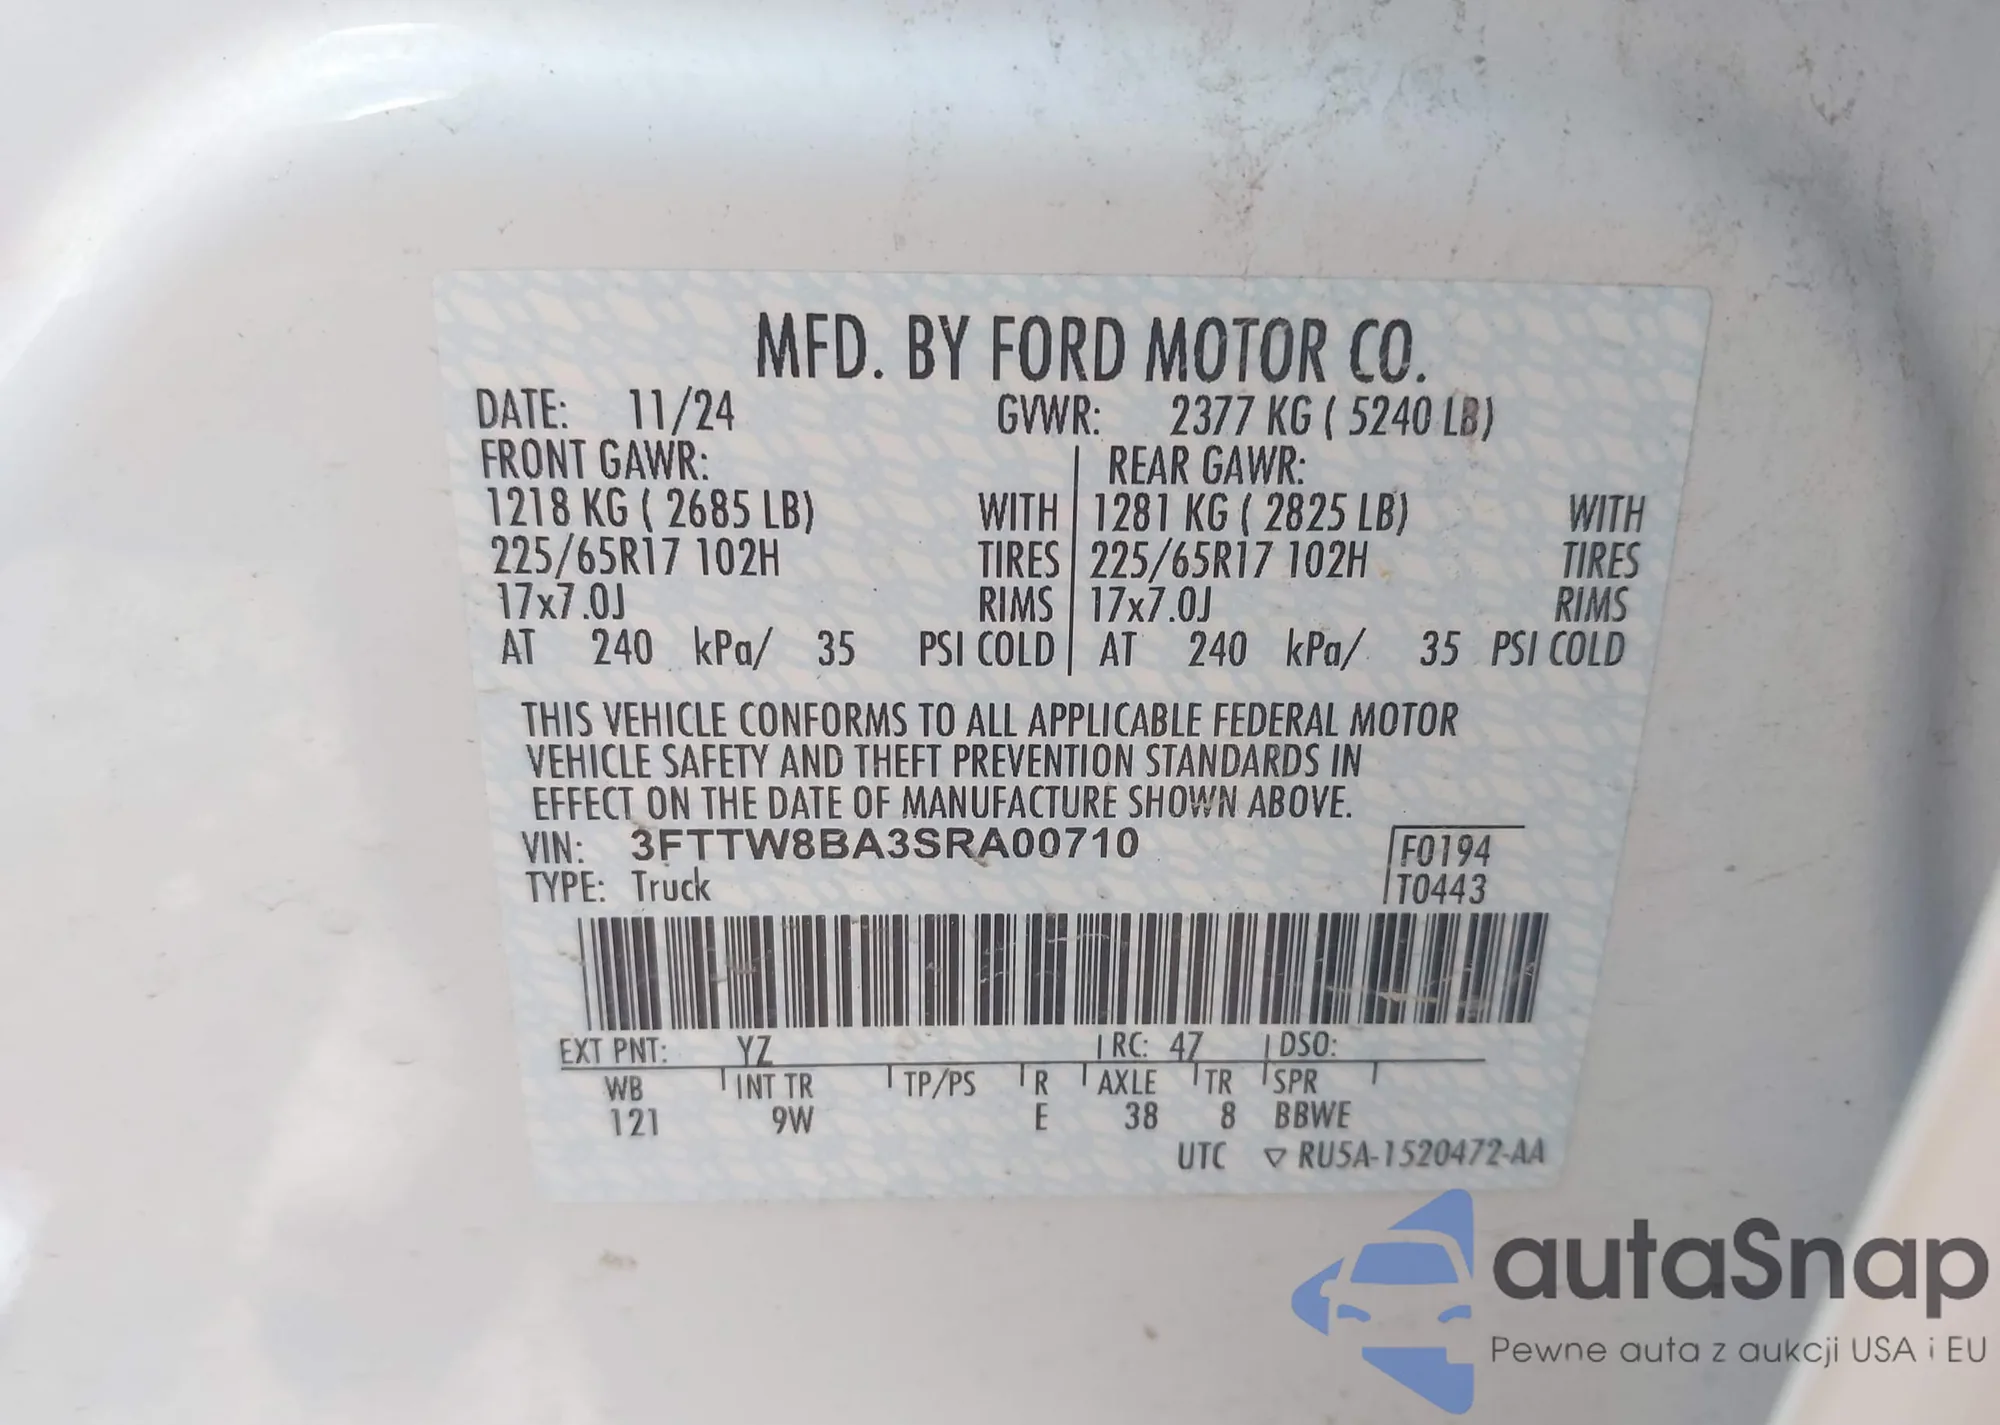 MFD. BY FORD MOTOR CO.
DATE: 11/24 GVWR: 2377 KG ( 5240 LB)
FRONT GAWR: REAR GAWR:
1218 KG ( 2685 LB) WITH 1281 KG ( 2825 LB) WITH
225/65R17 102H TIRES 225/65R17 102H TIRES
17x7.0J RIMS 17x7.0J RIMS
AT 240 kPa/ 35 PSI COLD AT 240 kPa/ 35 PSI COLD
THIS VEHICLE CONFORMS TO ALL APPLICABLE FEDERAL MOTOR
VEHICLE SAFETY AND THEFT PREVENTION STANDARDS IN
EFFECT ON THE DATE OF MANUFACTURE SHOWN ABOVE.
VIN: 3FTTW8BA3SRA00710 F0194
TYPE: Truck T0443
EXT PNT: YZ RC: 47 DSO:
WB INT TR TP/PS R AXLE TR SPR
121 9W E 38 8 BBWE
UTC ▽ RU5A-1520472-AA
autaSnap
Pewne auta z aukcji USA i EU